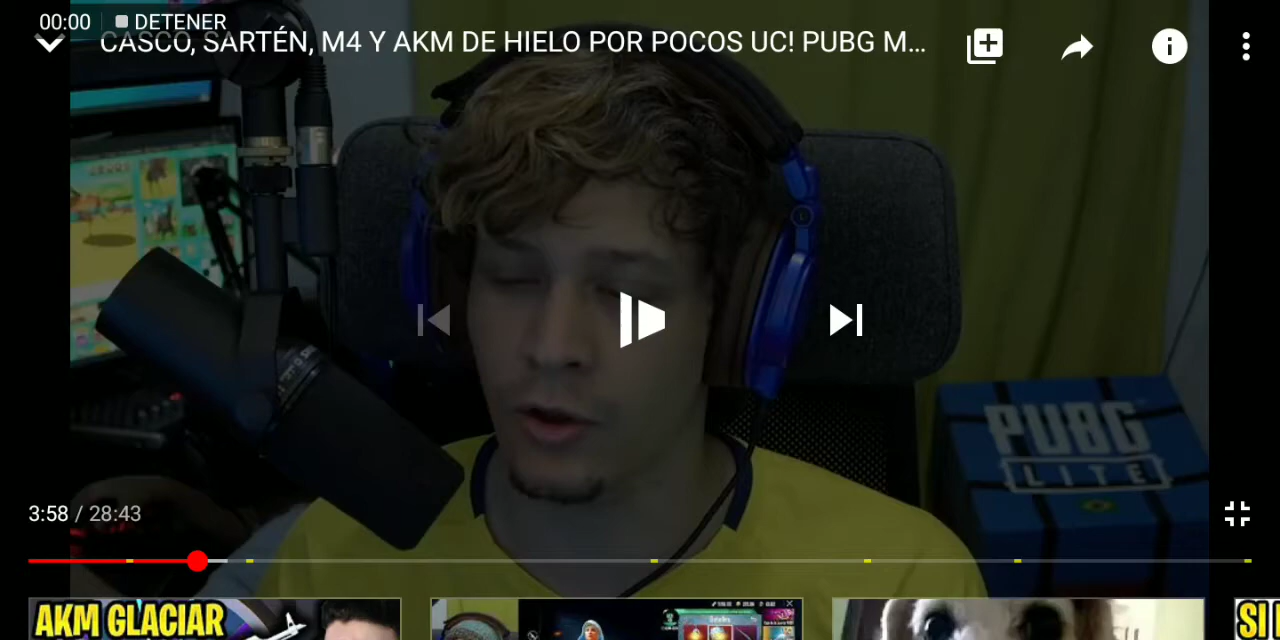 00:00 DETENER
CASCO, SARTÉN, M4 Y AKM DE HIELO POR POCOS UC! PUBG M...
PUBG
LITE
3:58 / 28:43
AKM GLACIAR